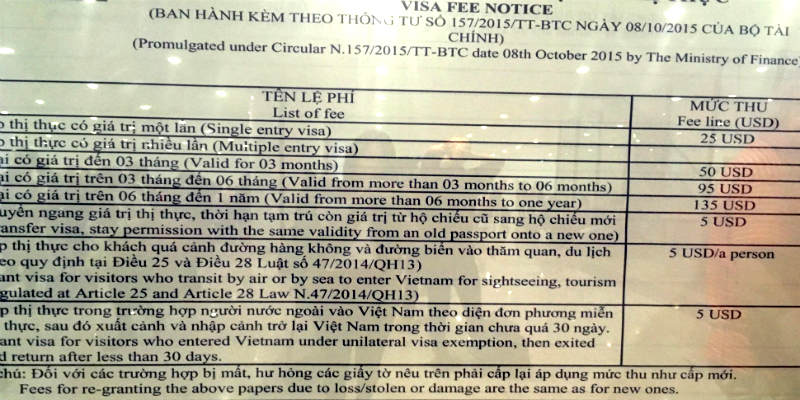 VISA FEE NOTICE
(BAN HÀNH KÈM THEO THÔNG TƯ SỐ 157/2015/TT-BTC NGÀY 08/10/2015 CỦA BỘ TÀI
CHÍNH)
(Promulgated under Circular N.157/2015/TT-BTC date 08th October 2015 by The Ministry of Finance)
TÊN LỆ PHÍ
List of fee
MỨC THU
Fee line (USD)
thị thực có giá trị một lần (Single entry visa)
25 USD
thị thực có giá trị nhiều lần (Multiple entry visa)
có giá trị đến 03 tháng (Valid for 03 months)
50 USD
có giá trị trên 03 tháng đến 06 tháng (Valid from more than 03 months to 06 months)
95 USD
có giá trị trên 06 tháng đến 1 năm (Valid from more than 06 months to one year)
135 USD
ngang giá trị thị thực, thời hạn tạm trú còn giá trị từ hộ chiếu cũ sang hộ chiếu mới
5 USD
visa, stay permission with the same validity from an old passport onto a new one)
thị thực cho khách quá cảnh đường hàng không và đường biển vào thăm quan, du lịch
5 USD/a person
quy định tại Điều 25 và Điều 28 Luật số 47/2014/QH13)
visa for visitors who transit by air or by sea to enter Vietnam for sightseeing, tourism
at Article 25 and Article 28 Law N.47/2014/QH13)
thị thực trong trường hợp người nước ngoài vào Việt Nam theo diện đơn phương miễn
5 USD
thực, sau đó xuất cảnh và nhập cảnh trở lại Việt Nam trong thời gian chưa quá 30 ngày.
visa for visitors who entered Vietnam under unilateral visa exemption, then exited
return after less than 30 days.
chú: Đối với các trường hợp bị mất, hư hỏng các giấy tờ nêu trên phải cấp lại áp dụng mức thu như cấp mới.
Fees for re-granting the above papers due to loss/stolen or damage are the same as for new ones.